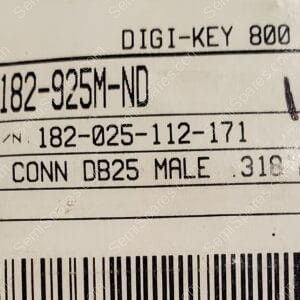 DIGI-KEY 800
182-925M-ND
/N: 182-025-112-171
CONN DB25 MALE .318